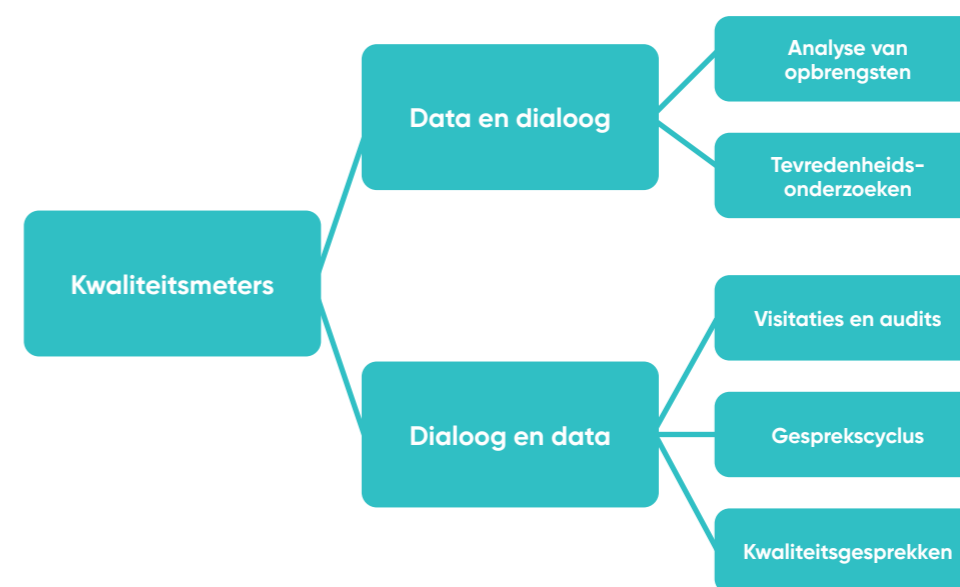 Kwaliteitsmeters
Data en dialoog
Analyse van
opbrengsten
Tevredenheids-
onderzoeken
Dialoog en data
Visitaties en audits
Gesprekscyclus
Kwaliteitsgesprekken